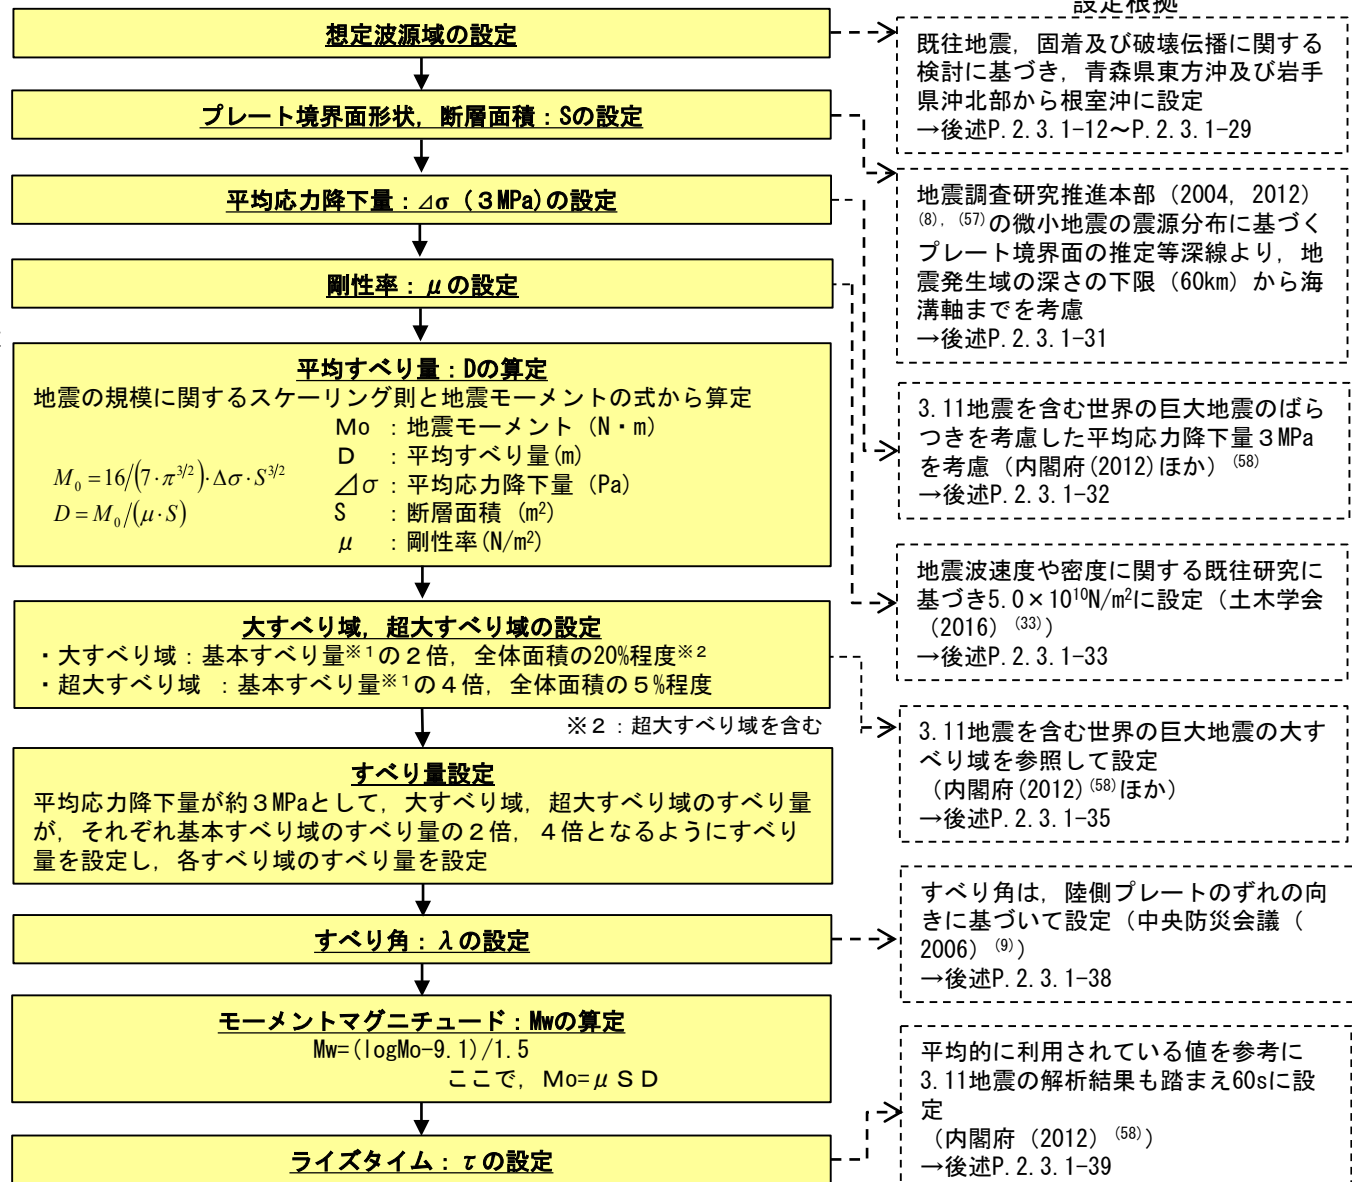 設定根拠
想定波源域の設定
プレート境界面形状，断層面積：Sの設定
平均応力降下量：⊿σ（３MPa)の設定
剛性率：μの設定
平均すべり量：Dの算定
地震の規模に関するスケーリング則と地震モーメントの式から算定
Mo ：地震モーメント（N・m）
D ：平均すべり量(m)
⊿σ：平均応力降下量（Pa）
S ：断層面積（m²）
μ ：剛性率(N/m²)
M₀＝16/(7・π^{3/2})・Δσ・S^{3/2}
D＝M₀/(μ・S)
大すべり域，超大すべり域の設定
・大すべり域：基本すべり量※１の２倍，全体面積の20%程度※２
・超大すべり域 ：基本すべり量※１の４倍，全体面積の５%程度
※２：超大すべり域を含む
すべり量設定
平均応力降下量が約３MPaとして，大すべり域，超大すべり域のすべり量
が，それぞれ基本すべり域のすべり量の２倍，４倍となるようにすべり
量を設定し，各すべり域のすべり量を設定
すべり角：λの設定
モーメントマグニチュード：Mwの算定
Mw=(logMo-9.1)/1.5
ここで，Mo=μＳＤ
ライズタイム：τの設定
既往地震，固着及び破壊伝播に関する
検討に基づき，青森県東方沖及び岩手
県沖北部から根室沖に設定
→後述P.2.3.1-12～P.2.3.1-29
地震調査研究推進本部（2004，2012）
(8)，(57)の微小地震の震源分布に基づく
プレート境界面の推定等深線より，地
震発生域の深さの下限（60km）から海
溝軸までを考慮
→後述P.2.3.1-31
3.11地震を含む世界の巨大地震のばら
つきを考慮した平均応力降下量３MPa
を考慮（内閣府(2012)ほか）(58)
→後述P.2.3.1-32
地震波速度や密度に関する既往研究に
基づき5.0×10¹⁰N/m²に設定（土木学会
（2016）(33)）
→後述P.2.3.1-33
3.11地震を含む世界の巨大地震の大す
べり域を参照して設定
（内閣府(2012)(58)ほか）
→後述P.2.3.1-35
すべり角は，陸側プレートのずれの向
きに基づいて設定（中央防災会議（
2006）(9)）
→後述P.2.3.1-38
平均的に利用されている値を参考に
3.11地震の解析結果も踏まえ60sに設
定
（内閣府（2012）(58)）
→後述P.2.3.1-39